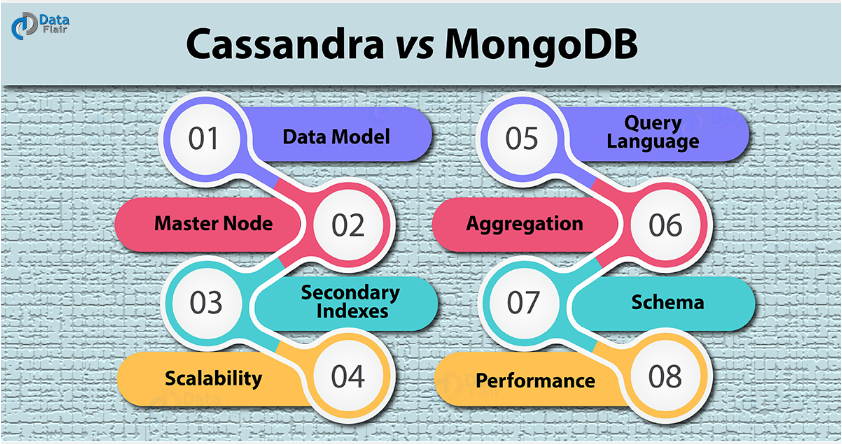 Data
Flair
Cassandra vs MongoDB
01
Data Model
Master Node
02
03
Secondary
Indexes
Scalability
04
05
Query
Language
Aggregation
06
07
Schema
Performance
08
Data